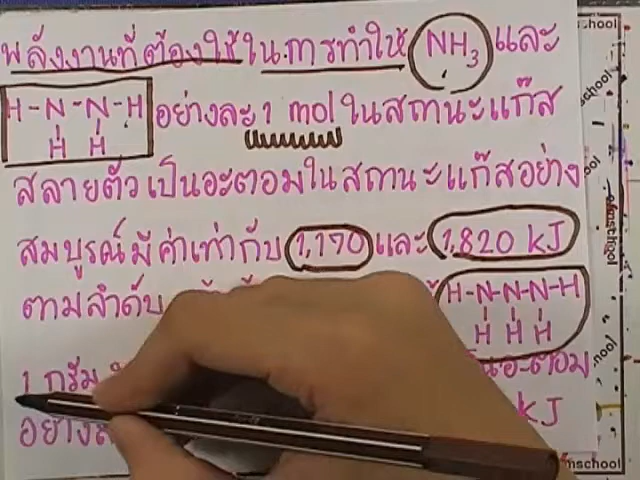 พลังงานที่ต้องใช้ในการทำให้ NH3 และ
H-N-N-H อย่างละ 1 mol ในสถานะแก๊ส
H H
สลายตัวเป็นอะตอมในสถานะแก๊สอย่าง
สมบูรณ์มีค่าเท่ากับ 1,170 และ 1,820 kJ
ตามลำดับ H-N-N-N-H
H H H
1 กรัม
kJ